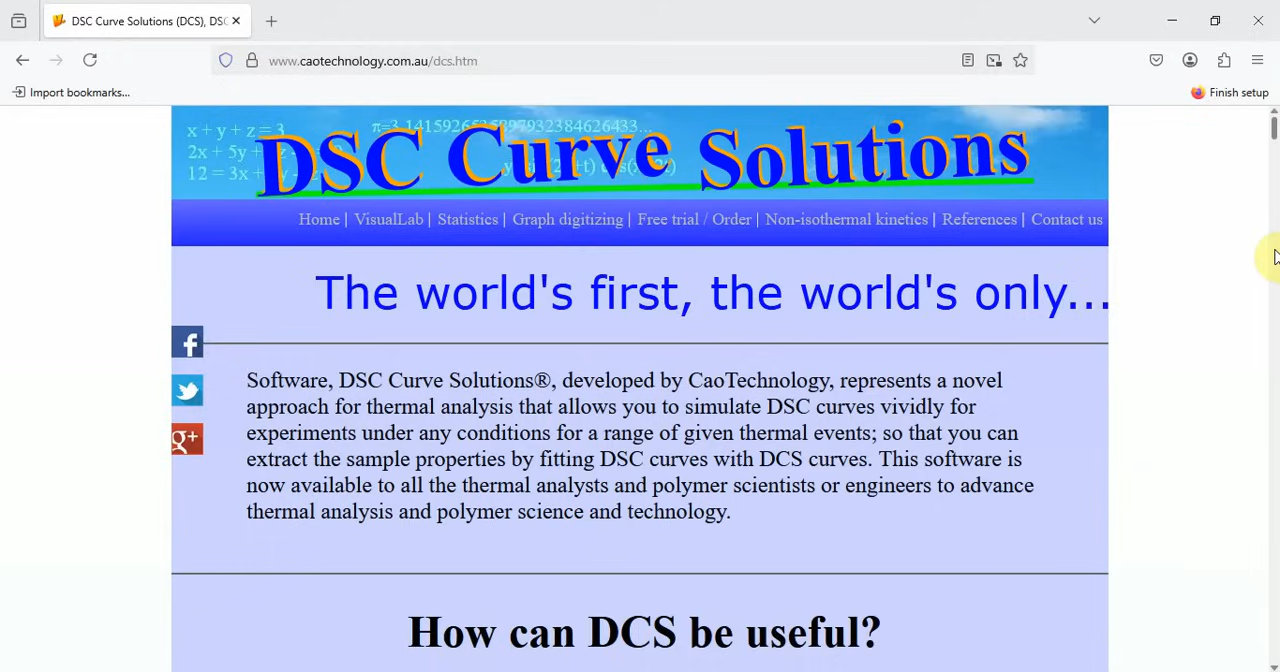 DSC Curve Solutions (DCS), DSC
www.caotechnology.com.au/dcs.htm
Import bookmarks...
Finish setup
x + y + z = 3
2x + 5y +
12 = 3x +
DSC Curve Solutions
Home | VisualLab | Statistics | Graph digitizing | Free trial / Order | Non-isothermal kinetics | References | Contact us
The world's first, the world's only...
f
g+
Software, DSC Curve Solutions®, developed by CaoTechnology, represents a novel
approach for thermal analysis that allows you to simulate DSC curves vividly for
experiments under any conditions for a range of given thermal events; so that you can
extract the sample properties by fitting DSC curves with DCS curves. This software is
now available to all the thermal analysts and polymer scientists or engineers to advance
thermal analysis and polymer science and technology.
How can DCS be useful?